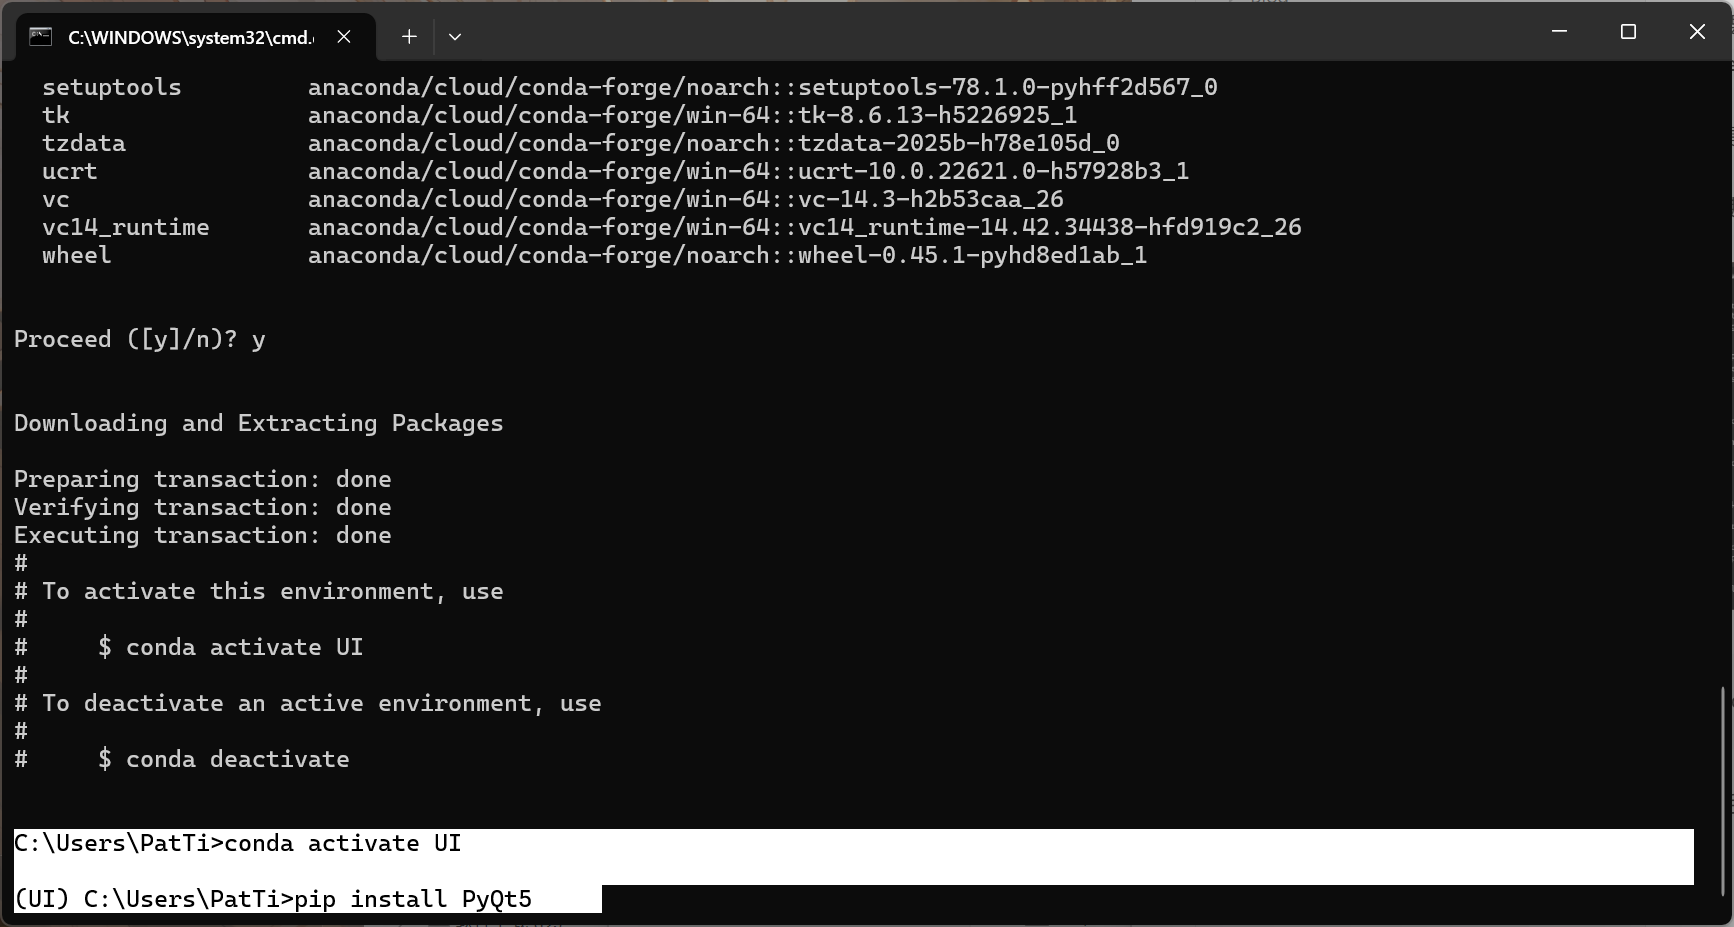 C:\WINDOWS\system32\cmd.
setuptools anaconda/cloud/conda-forge/noarch::setuptools-78.1.0-pyhff2d567_0
tk anaconda/cloud/conda-forge/win-64::tk-8.6.13-h5226925_1
tzdata anaconda/cloud/conda-forge/noarch::tzdata-2025b-h78e105d_0
ucrt anaconda/cloud/conda-forge/win-64::ucrt-10.0.22621.0-h57928b3_1
vc anaconda/cloud/conda-forge/win-64::vc-14.3-h2b53caa_26
vc14_runtime anaconda/cloud/conda-forge/win-64::vc14_runtime-14.42.34438-hfd919c2_26
wheel anaconda/cloud/conda-forge/noarch::wheel-0.45.1-pyhd8ed1ab_1
Proceed ([y]/n)? y
Downloading and Extracting Packages
Preparing transaction: done
Verifying transaction: done
Executing transaction: done
#
# To activate this environment, use
#
# $ conda activate UI
#
# To deactivate an active environment, use
#
# $ conda deactivate
C:\Users\PatTi>conda activate UI
(UI) C:\Users\PatTi>pip install PyQt5